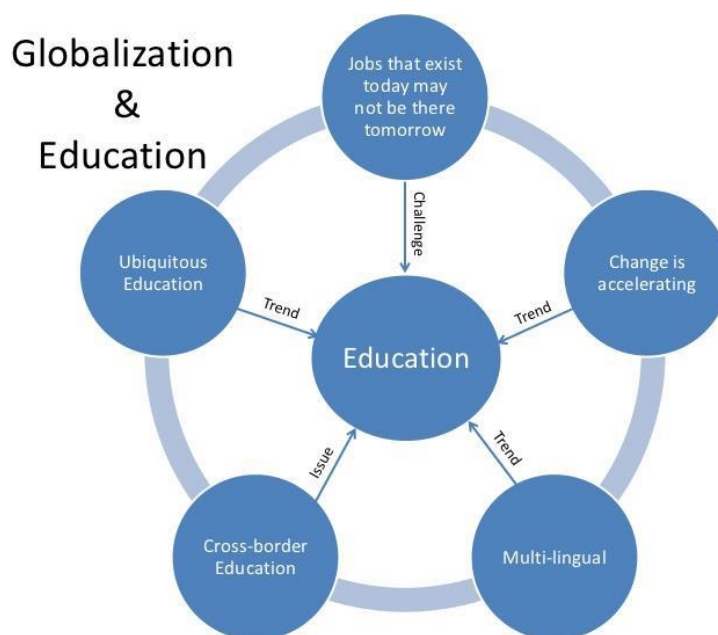 Globalization
&
Education
Jobs that exist
today may
not be there
tomorrow
Challenge
Ubiquitous
Education
Trend
Change is
accelerating
Trend
Education
Cross-border
Education
Issue
Multi-lingual
Trend